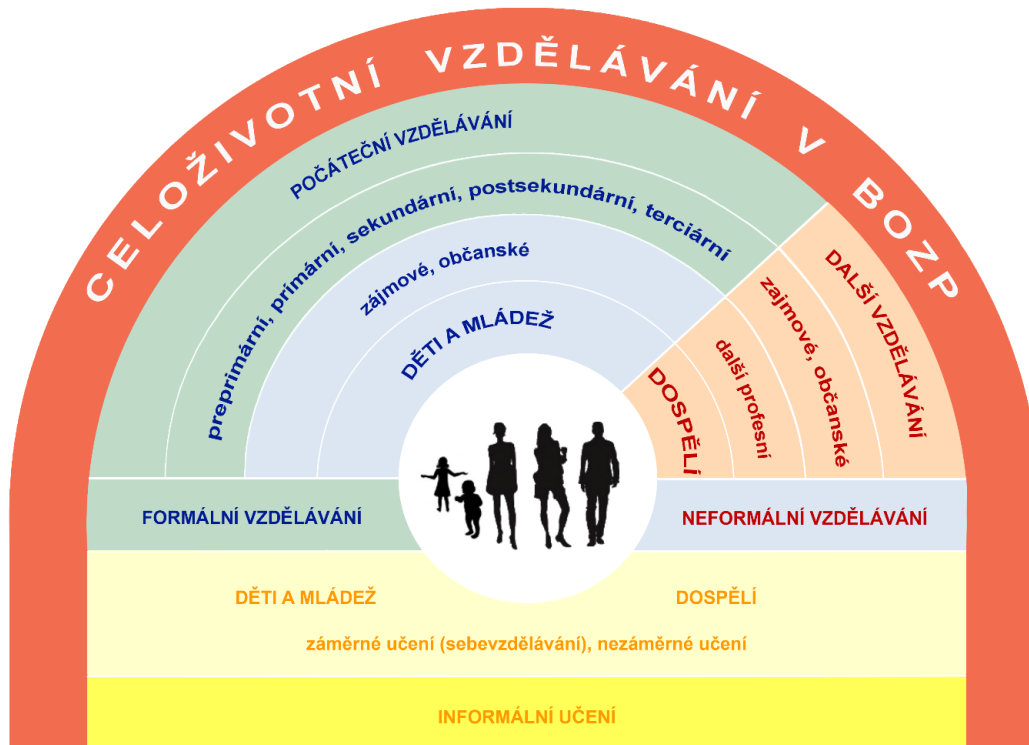 CELOŽIVOTNÍ VZDĚLÁVÁNÍ V BOZP
POČÁTEČNÍ VZDĚLÁVÁNÍ
preprimární, primární, sekundární, postsekundární, terciární
zájmové, občanské
DĚTI A MLÁDEŽ
DALŠÍ VZDĚLÁVÁNÍ
zajmové, občanské
další profesní
DOSPĚLÍ
FORMÁLNÍ VZDĚLÁVÁNÍ
NEFORMÁLNÍ VZDĚLÁVÁNÍ
DĚTI A MLÁDEŽ
DOSPĚLÍ
záměrné učení (sebevzdělávání), nezáměrné učení
INFORMÁLNÍ UČENÍ